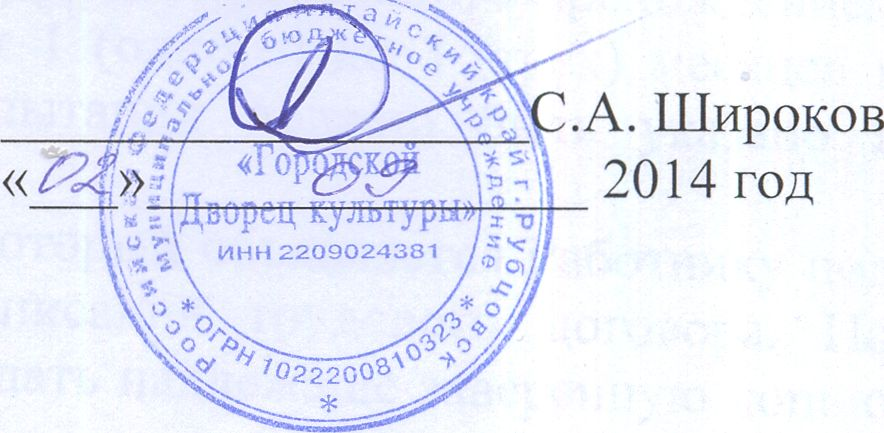 С.А. Широков
«02» 09 2014 год
Российская Федерация Алтайский край г. Рубцовск
муниципальное бюджетное учреждение
«Городской
Дворец культуры»
ИНН 2209024381
* ОГРН 1022200810323 *
*